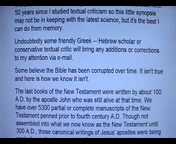 50 years since I studied textual criticism so this little synopsis
may not be in keeping with the latest science, but it's the best I
can do from memory.
Undoubtedly some friendly Greek – Hebrew scholar or
conservative textual critic will bring any additions or corrections
to my attention via e-mail.
Some believe the Bible has been corrupted over time. It isn't true
and here is how we know it isn't.
The last books of the New Testament were written by about 100
A.D. by the apostle John who was still alive at that time. We
have over 5300 partial or complete manuscripts of the New
Testament penned prior to fourth century A.D. Though not
assembled into what we now know as the New Testament until
300 A.D., those canonical writings of Jesus' apostles were being